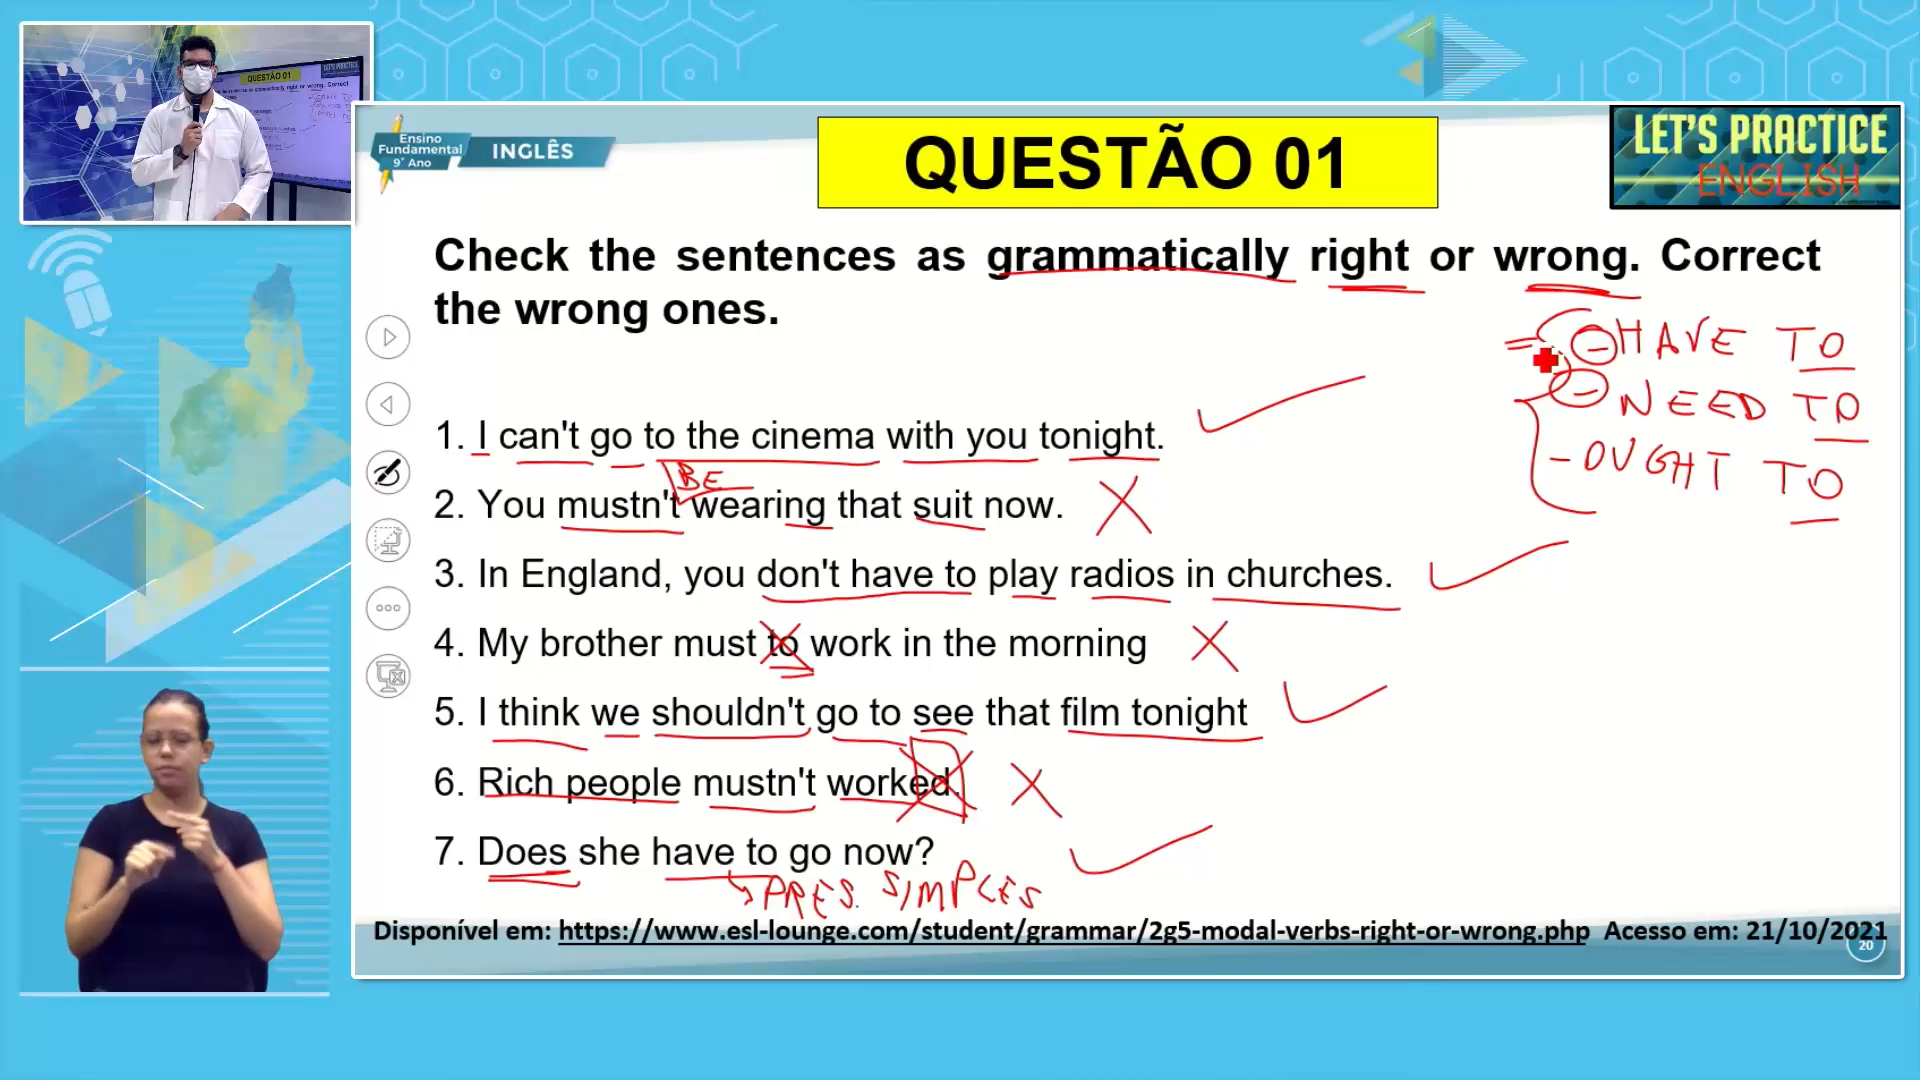 QUESTÃO 01
Ensino
Fundamental
9° Ano
INGLÊS
QUESTÃO 01
LET'S PRACTICE
ENGLISH
Check the sentences as grammatically right or wrong. Correct
the wrong ones.
= - HAVE TO
- NEED TO
- OUGHT TO
1. I can't go to the cinema with you tonight.
BE
2. You mustn't wearing that suit now.
3. In England, you don't have to play radios in churches.
4. My brother must to work in the morning
5. I think we shouldn't go to see that film tonight
6. Rich people mustn't worked.
7. Does she have to go now?
PRES. SIMPLES
Disponível em: https://www.esl-lounge.com/student/grammar/2g5-modal-verbs-right-or-wrong.php Acesso em: 21/10/2021
20